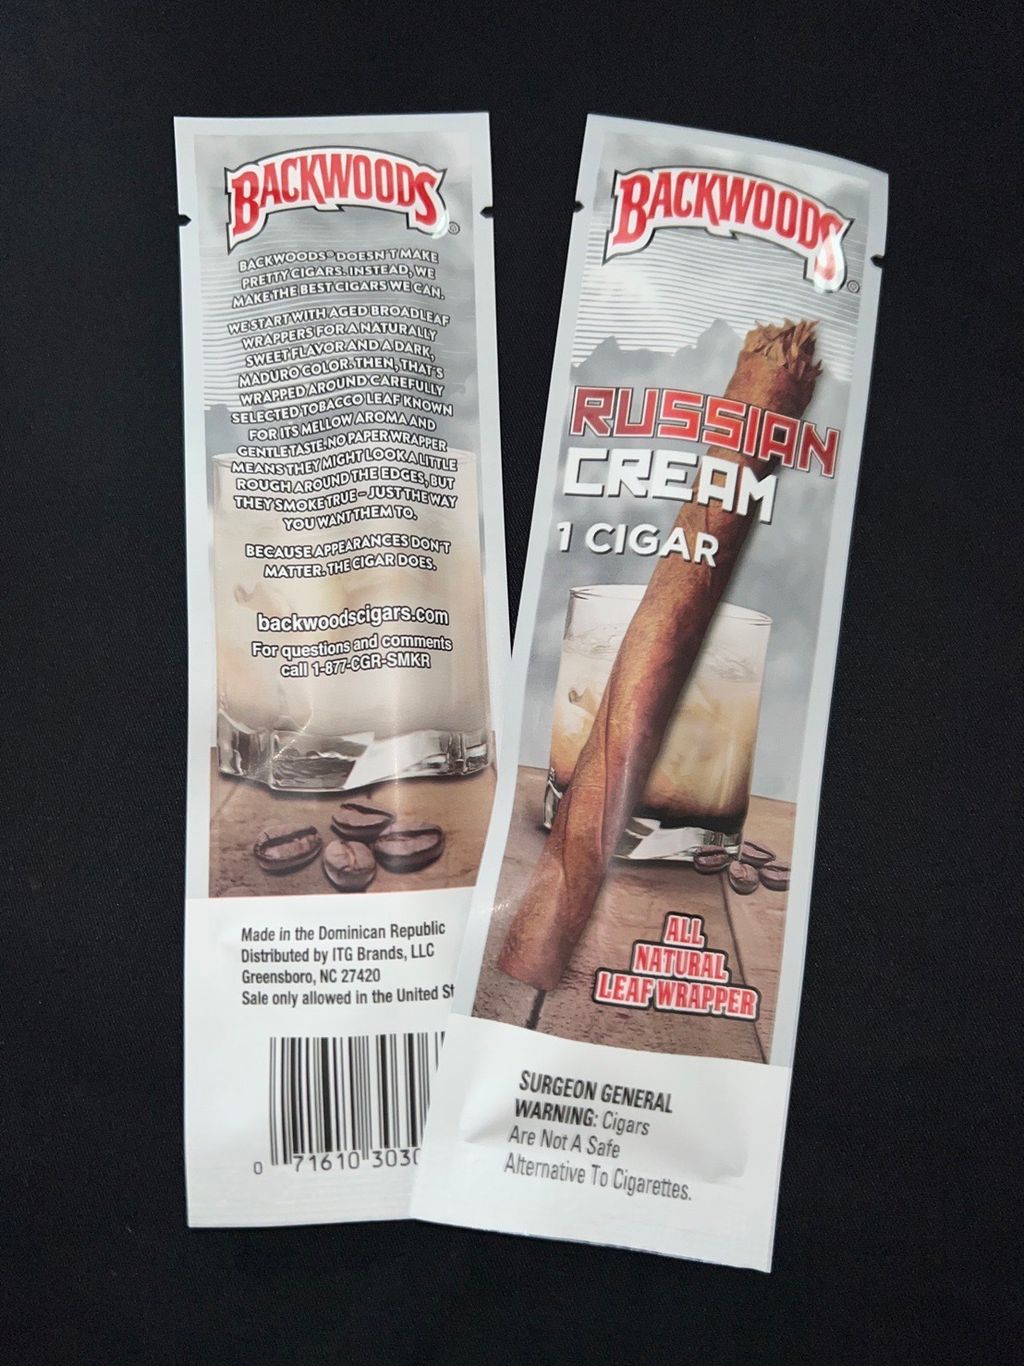 BACKWOODS®
BACKWOODS® DOESN'T MAKE
PRETTY CIGARS. INSTEAD, WE
MAKE THE BEST CIGARS WE CAN.
WE START WITH AGED BROADLEAF
WRAPPERS FOR A NATURALLY
SWEET FLAVOR AND A DARK,
MADURO COLOR. THEN, THAT'S
WRAPPED AROUND CAREFULLY
SELECTED TOBACCO LEAF KNOWN
FOR ITS MELLOW AROMA AND
GENTLE TASTE. NO PAPER WRAPPER
MEANS THEY MIGHT LOOK A LITTLE
ROUGH AROUND THE EDGES, BUT
THEY SMOKE TRUE – JUST THE WAY
YOU WANT THEM TO.
BECAUSE APPEARANCES DON'T
MATTER. THE CIGAR DOES.
backwoodscigars.com
For questions and comments
call 1-877-CGR-SMKR
Made in the Dominican Republic
Distributed by ITG Brands, LLC
Greensboro, NC 27420
Sale only allowed in the United St
0 71610 3030
BACKWOODS®
RUSSIAN
CREAM
1 CIGAR
ALL
NATURAL
LEAF WRAPPER
SURGEON GENERAL
WARNING: Cigars
Are Not A Safe
Alternative To Cigarettes.